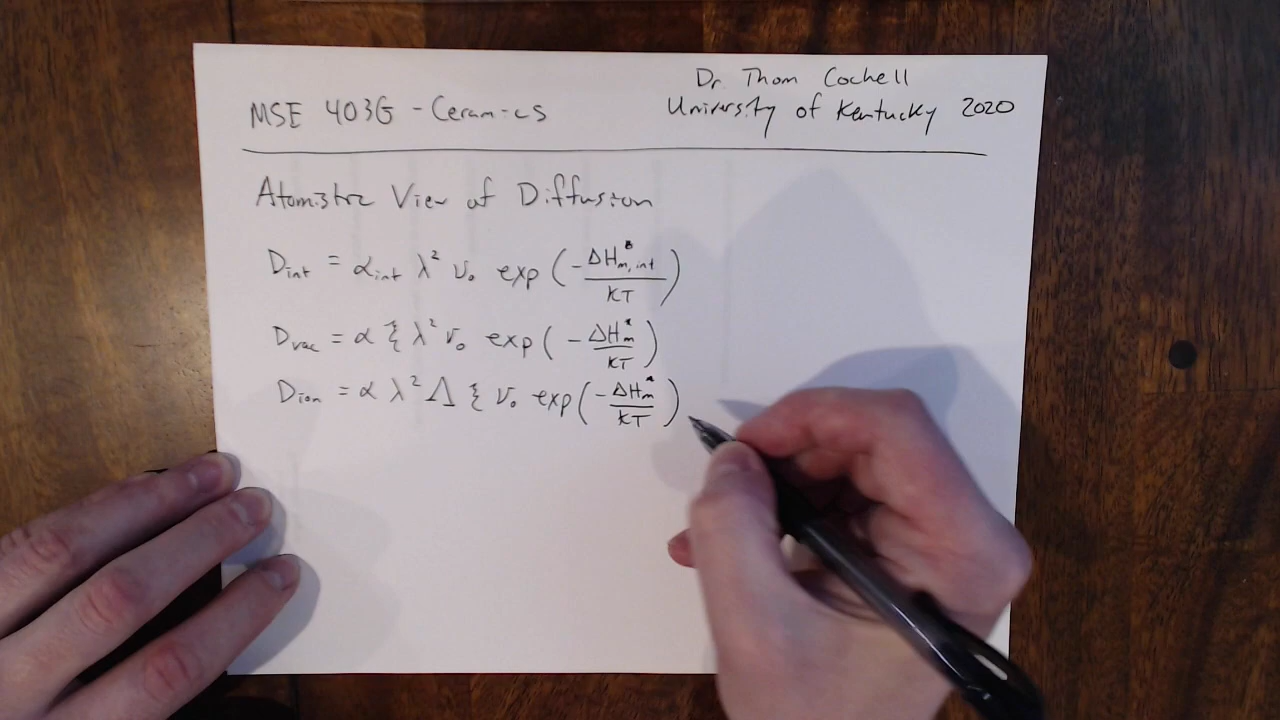 Dr. Thom Cochell
MSE 403G - Ceramics
University of Kentucky 2020
Atomistic View of Diffusion
D_int = α_int λ² ν₀ exp(-ΔH*_m,int / kT)
D_vac = α ξ λ² ν₀ exp(-ΔH*_m / kT)
D_ion = α λ² Λ ξ ν₀ exp(-ΔH*_m / kT)